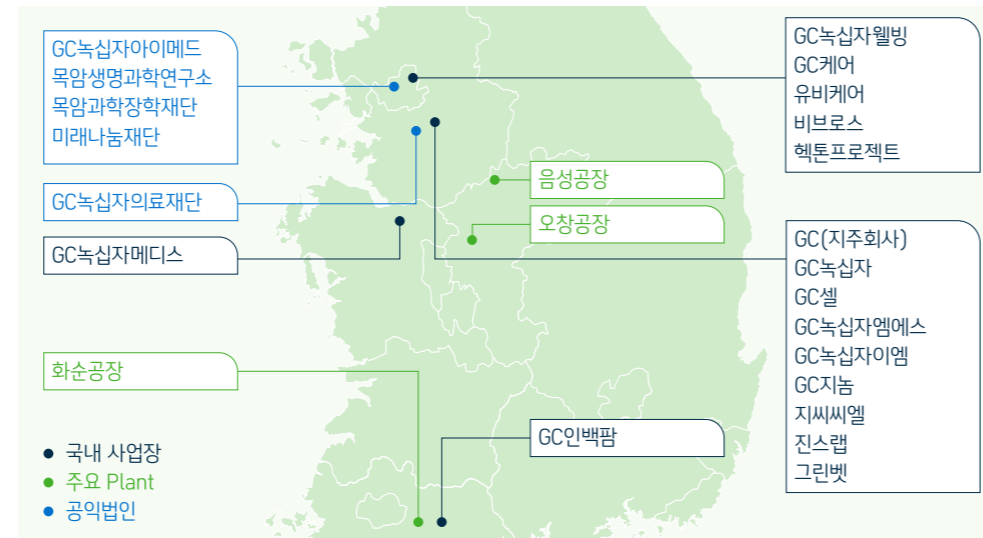 GC녹십자아이메드
목암생명과학연구소
목암과학장학재단
미래나눔재단
GC녹십자의료재단
GC녹십자메디스
화순공장
국내 사업장
주요 Plant
공익법인
음성공장
오창공장
GC인백팜
GC녹십자웰빙
GC케어
유비케어
비브로스
헥톤프로젝트
GC(지주회사)
GC녹십자
GC셀
GC녹십자엠에스
GC녹십자이엠
GC지놈
지씨씨엘
진스랩
그린벳